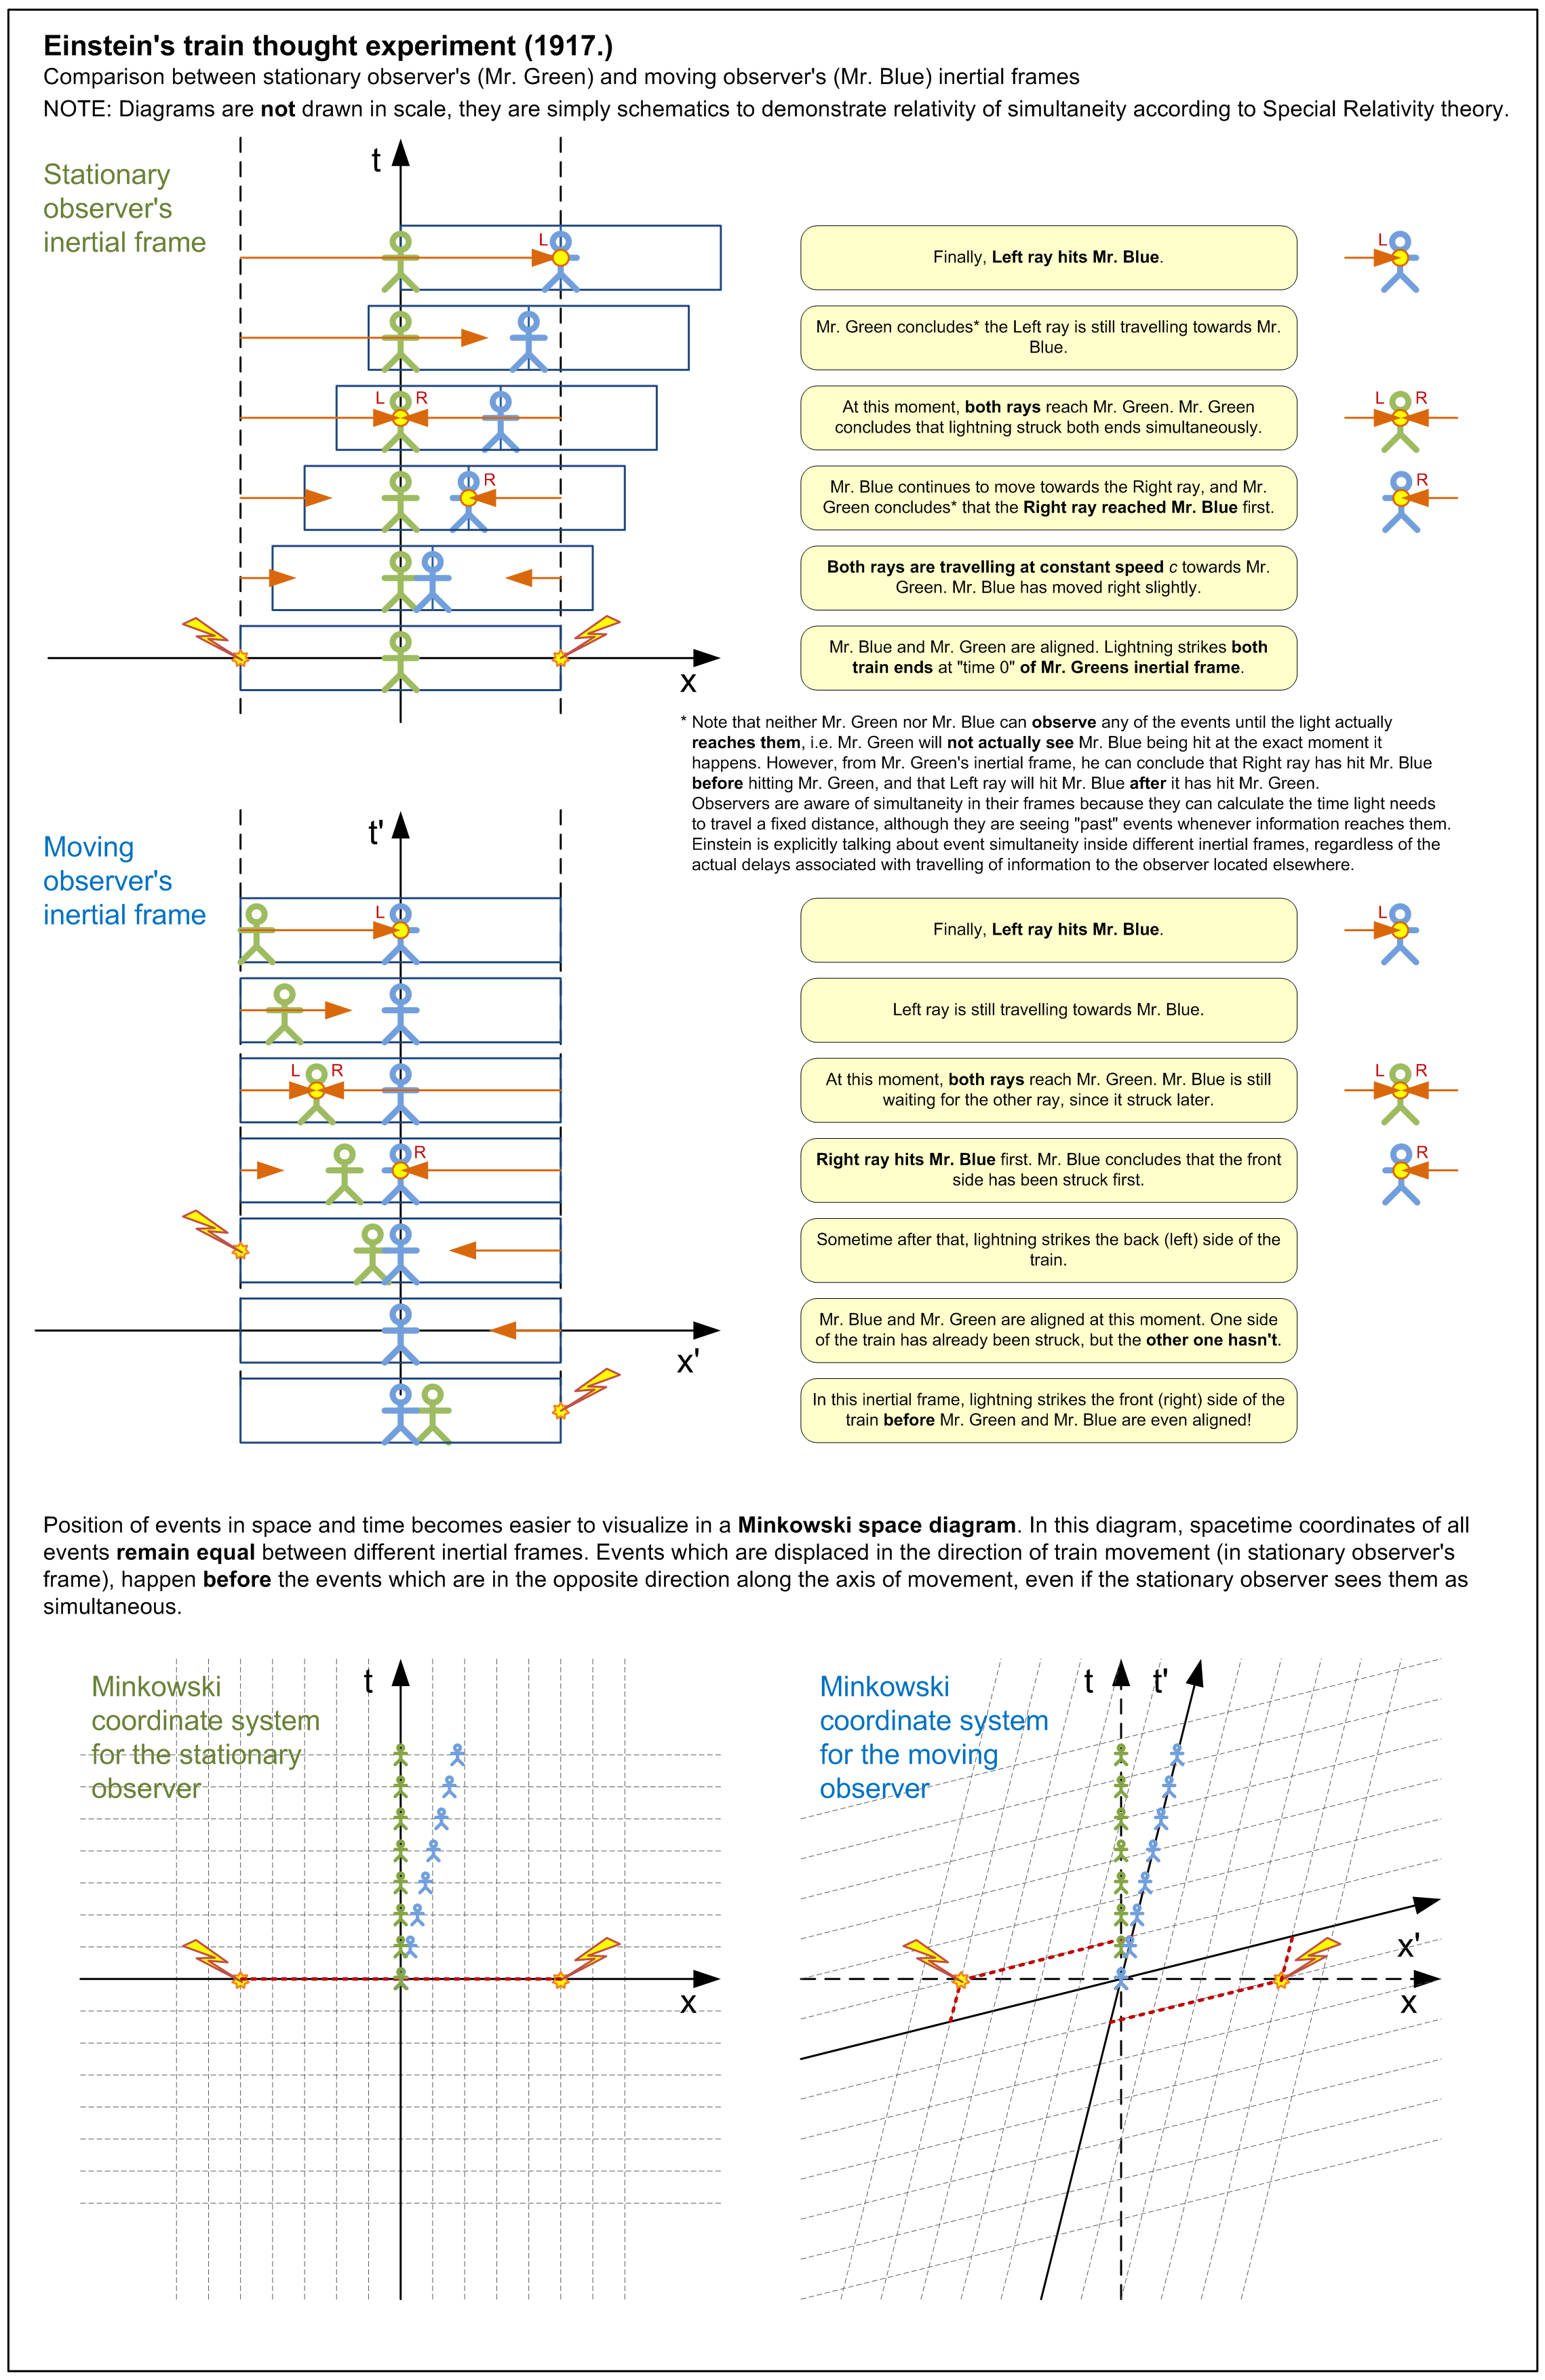 Einstein's train thought experiment (1917.)
Comparison between stationary observer's (Mr. Green) and moving observer's (Mr. Blue) inertial frames
NOTE: Diagrams are not drawn in scale, they are simply schematics to demonstrate relativity of simultaneity according to Special Relativity theory.
Stationary
observer's
inertial frame
t
L
Finally, Left ray hits Mr. Blue.
L
Mr. Green concludes* the Left ray is still travelling towards Mr.
Blue.
L R
At this moment, both rays reach Mr. Green. Mr. Green
concludes that lightning struck both ends simultaneously.
L R
R
Mr. Blue continues to move towards the Right ray, and Mr.
Green concludes* that the Right ray reached Mr. Blue first.
R
Both rays are travelling at constant speed c towards Mr.
Green. Mr. Blue has moved right slightly.
Mr. Blue and Mr. Green are aligned. Lightning strikes both
train ends at "time 0" of Mr. Greens inertial frame.
x
* Note that neither Mr. Green nor Mr. Blue can observe any of the events until the light actually
reaches them, i.e. Mr. Green will not actually see Mr. Blue being hit at the exact moment it
happens. However, from Mr. Green's inertial frame, he can conclude that Right ray has hit Mr. Blue
before hitting Mr. Green, and that Left ray will hit Mr. Blue after it has hit Mr. Green.
Observers are aware of simultaneity in their frames because they can calculate the time light needs
to travel a fixed distance, although they are seeing "past" events whenever information reaches them.
Einstein is explicitly talking about event simultaneity inside different inertial frames, regardless of the
actual delays associated with travelling of information to the observer located elsewhere.
Moving
observer's
inertial frame
t'
L
Finally, Left ray hits Mr. Blue.
L
Left ray is still travelling towards Mr. Blue.
L R
At this moment, both rays reach Mr. Green. Mr. Blue is still
waiting for the other ray, since it struck later.
L R
R
Right ray hits Mr. Blue first. Mr. Blue concludes that the front
side has been struck first.
R
Sometime after that, lightning strikes the back (left) side of the
train.
Mr. Blue and Mr. Green are aligned at this moment. One side
of the train has already been struck, but the other one hasn't.
x'
In this inertial frame, lightning strikes the front (right) side of the
train before Mr. Green and Mr. Blue are even aligned!
Position of events in space and time becomes easier to visualize in a Minkowski space diagram. In this diagram, spacetime coordinates of all
events remain equal between different inertial frames. Events which are displaced in the direction of train movement (in stationary observer's
frame), happen before the events which are in the opposite direction along the axis of movement, even if the stationary observer sees them as
simultaneous.
Minkowski
coordinate system
for the stationary
observer
t
x
Minkowski
coordinate system
for the moving
observer
t t'
x'
x